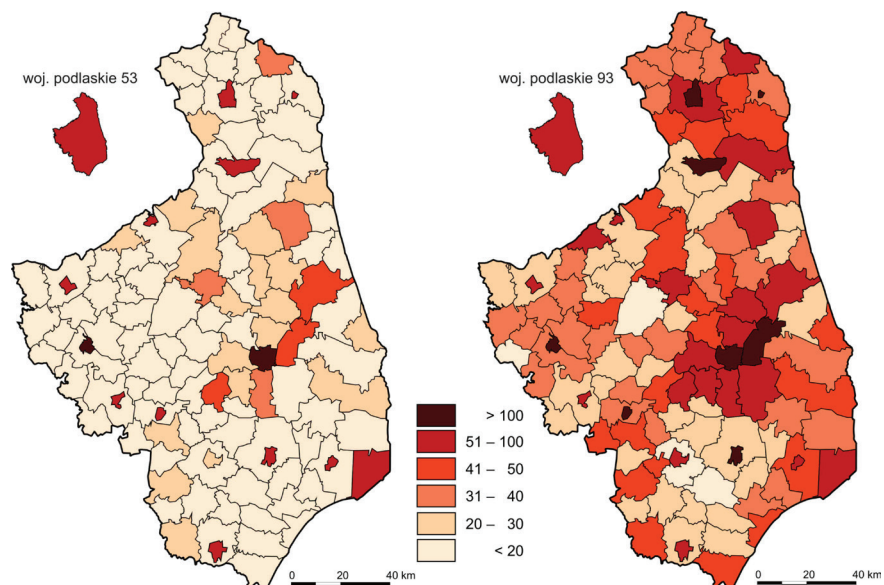 woj. podlaskie 53
woj. podlaskie 93
> 100
51 – 100
41 – 50
31 – 40
20 – 30
< 20
0 20 40 km
0 20 40 km